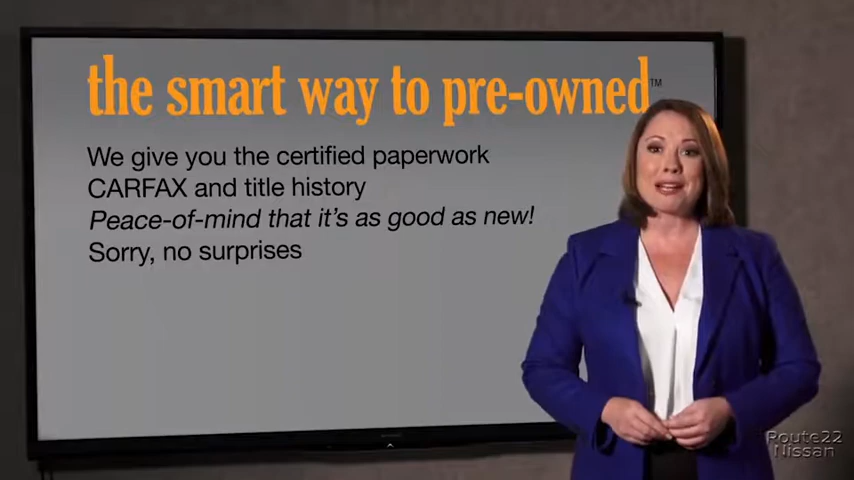 the smart way to pre-owned™
We give you the certified paperwork
CARFAX and title history
Peace-of-mind that it's as good as new!
Sorry, no surprises
Route22
Nissan